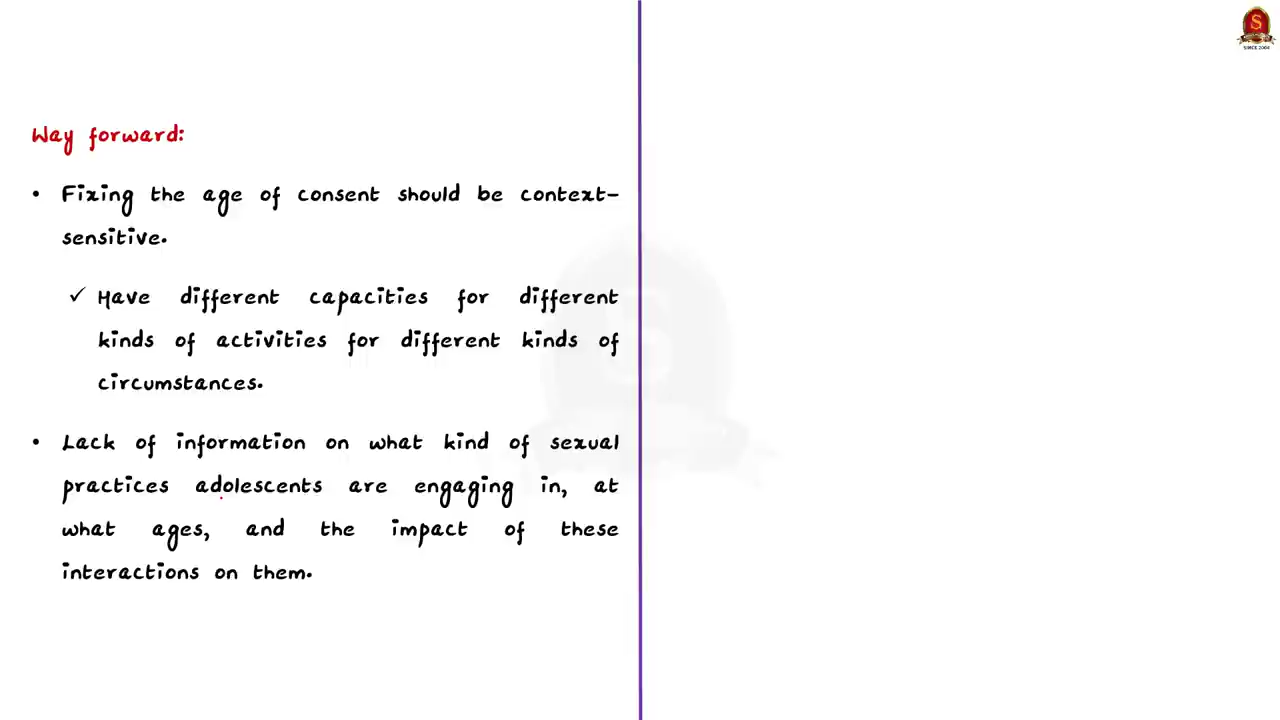 S
SINCE 2004
Way forward:
• Fixing the age of consent should be context-
sensitive.
✓ Have different capacities for different
kinds of activities for different kinds of
circumstances.
• Lack of information on what kind of sexual
practices adolescents are engaging in, at
what ages, and the impact of these
interactions on them.